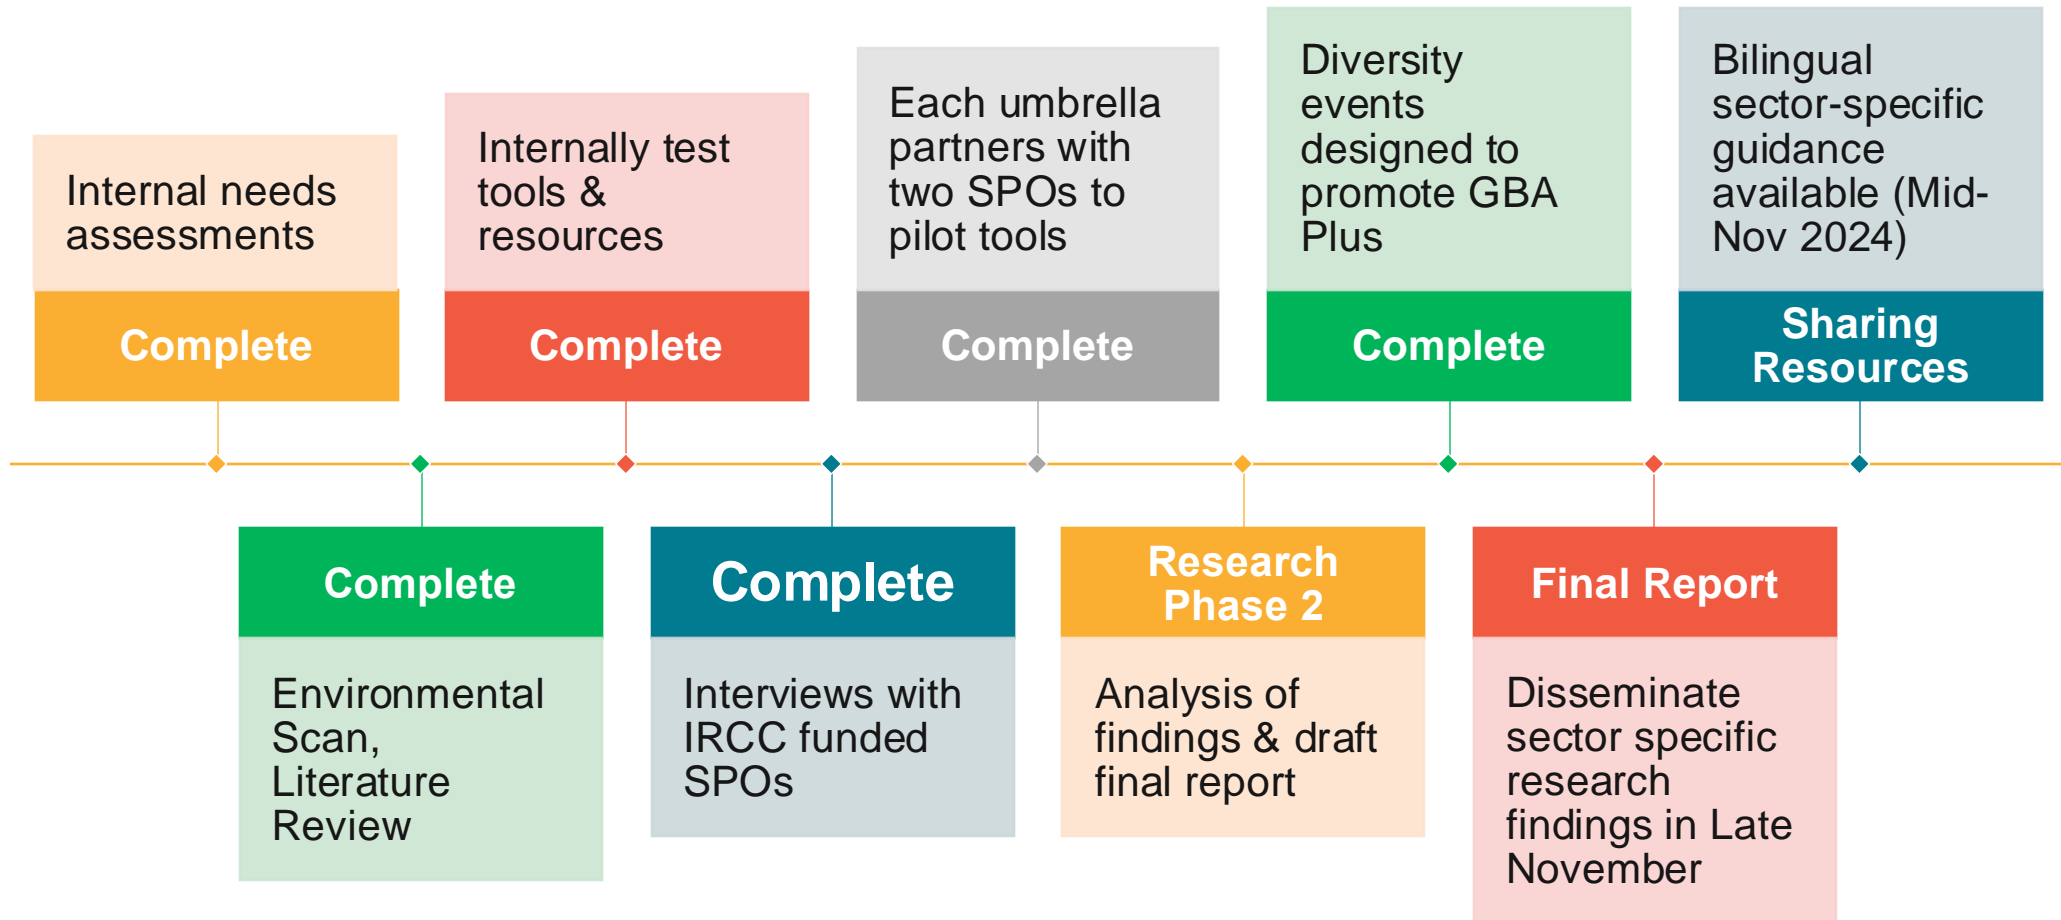 Internal needs
assessments
Complete
Complete
Environmental
Scan,
Literature
Review
Internally test
tools &
resources
Complete
Complete
Interviews with
IRCC funded
SPOs
Each umbrella
partners with
two SPOs to
pilot tools
Complete
Research
Phase 2
Analysis of
findings & draft
final report
Diversity
events
designed to
promote GBA
Plus
Complete
Final Report
Disseminate
sector specific
research
findings in Late
November
Bilingual
sector-specific
guidance
available (Mid-
Nov 2024)
Sharing
Resources